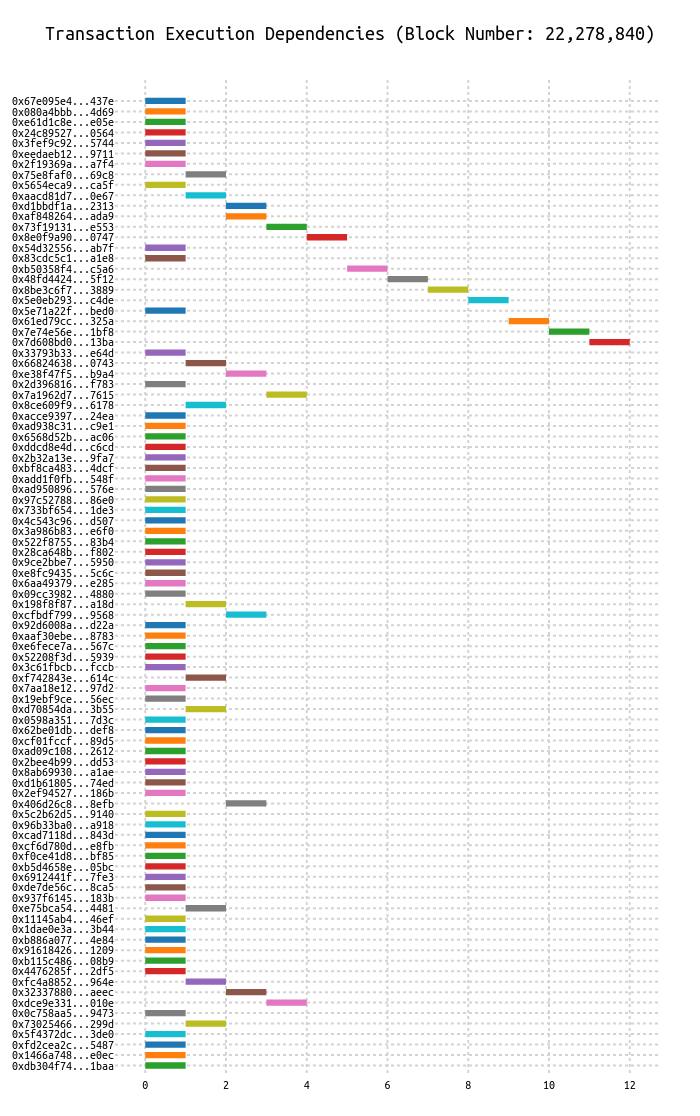 Transaction Execution Dependencies (Block Number: 22,278,840)
0x67e095e4...437e
0x080a4bbb...4d69
0xe61d1c8e...e05e
0x24c89527...0564
0x3fef9c92...5744
0xeedaeb12...9711
0x2f19369a...a7f4
0x75e8faf0...69c8
0x5654eca9...ca5f
0xaacd81d7...0e67
0xd1bbdf1a...2313
0xaf848264...ada9
0x73f19131...e553
0x8e0f9a90...0747
0x54d32556...ab7f
0x83cdc5c1...a1e8
0xb50358f4...c5a6
0x48fd4424...5f12
0x8be3c6f7...3889
0x5e0eb293...c4de
0x5e71a22f...bed0
0x61ed79cc...325a
0x7e74e56e...1bf8
0x7d608bd0...13ba
0x33793b33...e64d
0x66824638...0743
0xe38f47f5...b9a4
0x2d396816...f783
0x7a1962d7...7615
0x8ce609f9...6178
0xacce9397...24ea
0xad938c31...c9e1
0x6568d52b...ac06
0xddcd8e4d...c6cd
0x2b32a13e...9fa7
0xbf8ca483...4dcf
0xadd1f0fb...548f
0xad950896...576e
0x97c52788...86e0
0x733bf654...1de3
0x4c543c96...d507
0x3a986b83...e6f0
0x522f8755...83b4
0x28ca648b...f802
0x9ce2bbe7...5950
0xe8fc9435...5c6c
0x6aa49379...e285
0x09cc3982...4880
0x198f8f87...a18d
0xcfbdf799...9568
0x92d6008a...d22a
0xaaf30ebe...8783
0xe6fece7a...567c
0x52208f3d...5939
0x3c61fbcb...fccb
0xf742843e...614c
0x7aa18e12...97d2
0x19ebf9ce...56ec
0xd70854da...3b55
0x0598a351...7d3c
0x62be01db...def8
0xcf01fccf...89d5
0xad09c108...2612
0x2bee4b99...dd53
0x8ab69930...a1ae
0xd1b61805...74ed
0x2ef94527...186b
0x406d26c8...8efb
0x5c2b62d5...9140
0x96b33ba0...a918
0xcad7118d...843d
0xcf6d780d...e8fb
0xf0ce41d8...bf85
0xb5d4658e...05bc
0x6912441f...7fe3
0xde7de56c...8ca5
0x937f6145...183b
0xe75bca54...4481
0x11145ab4...46ef
0x1dae0e3a...3b44
0xb886a077...4e84
0x91618426...1209
0xb115c486...08b9
0x4476285f...2df5
0xfc4a8852...964e
0x32337880...aeec
0xdce9e331...010e
0x0c758aa5...9473
0x73025466...299d
0x5f4372dc...3de0
0xfd2cea2c...5487
0x1466a748...e0ec
0xdb304f74...1baa
0 2 4 6 8 10 12